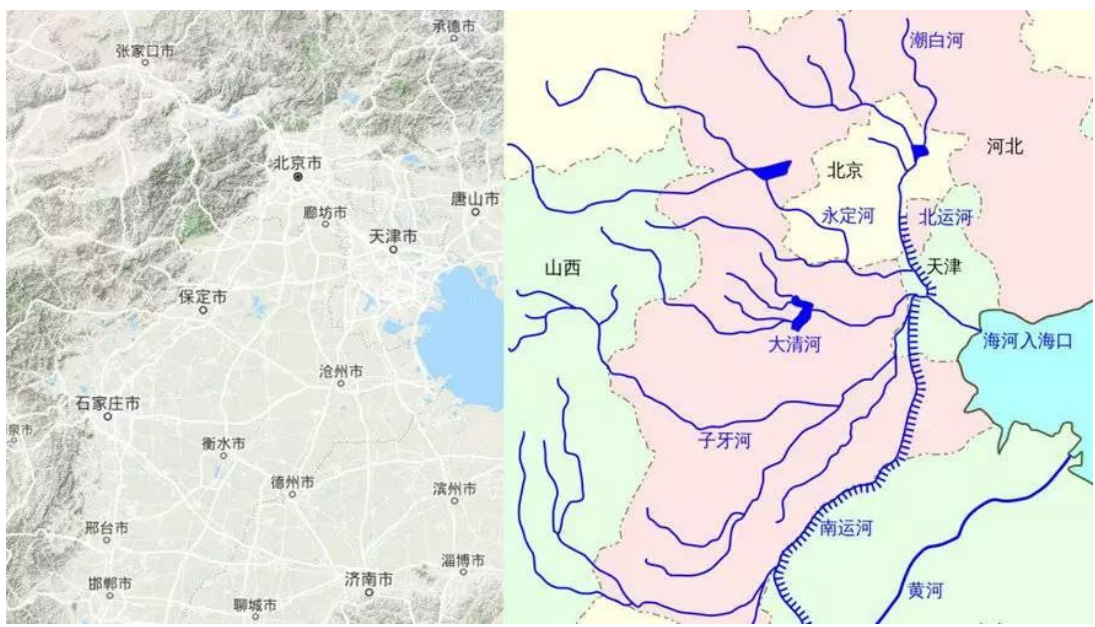 承德市
张家口市
北京市
唐山市
廊坊市
天津市
保定市
沧州市
石家庄市
泉市
衡水市
德州市
滨州市
邢台市
淄博市
邯郸市
济南市
聊城市
潮白河
河北
北京
永定河
北运河
山西
天津
大清河
海河入海口
子牙河
南运河
黄河